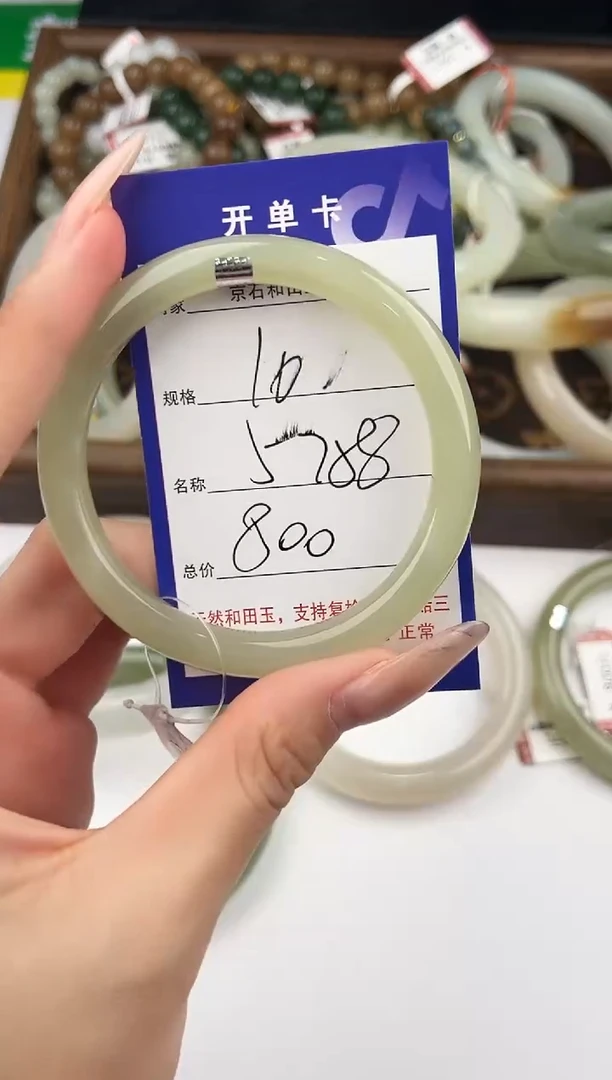 开单卡
家 京石和田
规格 10
名称 5788
总价 800
天然和田玉，支持复
正常